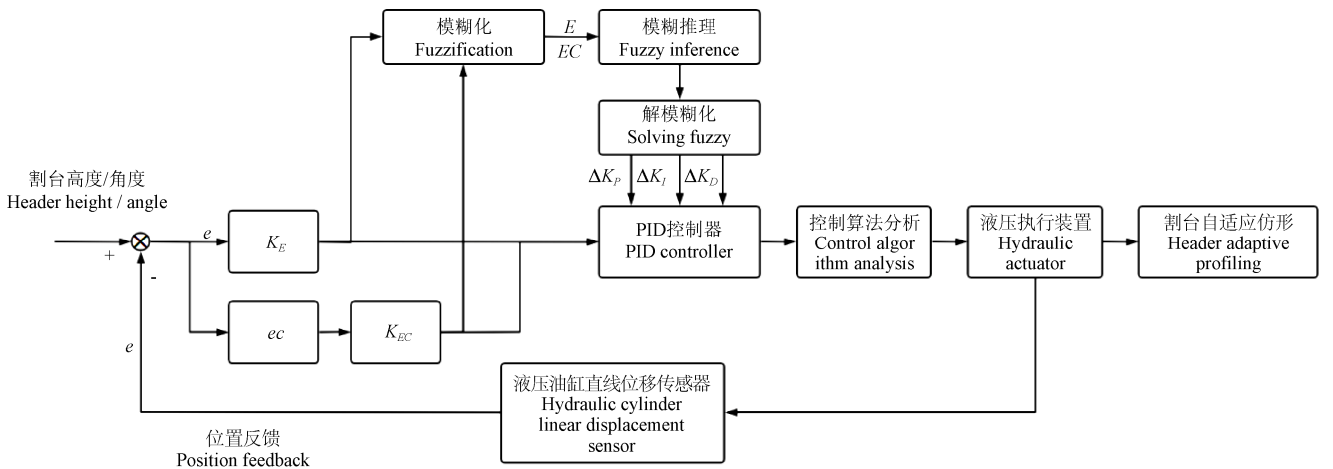 模糊化
Fuzzification
E
EC
模糊推理
Fuzzy inference
解模糊化
Solving fuzzy
ΔK_P ΔK_I ΔK_D
割台高度/角度
Header height / angle
+
-
e
K_E
PID控制器
PID controller
控制算法分析
Control algor
ithm analysis
液压执行装置
Hydraulic
actuator
割台自适应仿形
Header adaptive
profiling
ec
K_EC
e
液压油缸直线位移传感器
Hydraulic cylinder
linear displacement
sensor
位置反馈
Position feedback